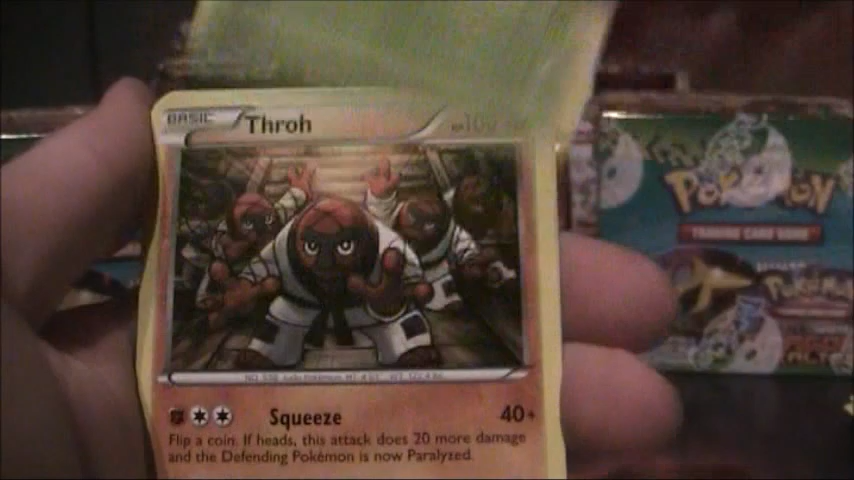 BASIC Throh
Squeeze 40+
Flip a coin. If heads, this attack does 20 more damage
and the Defending Pokémon is now Paralyzed.
POKéMON
TRADING CARD GAME
Pokémon